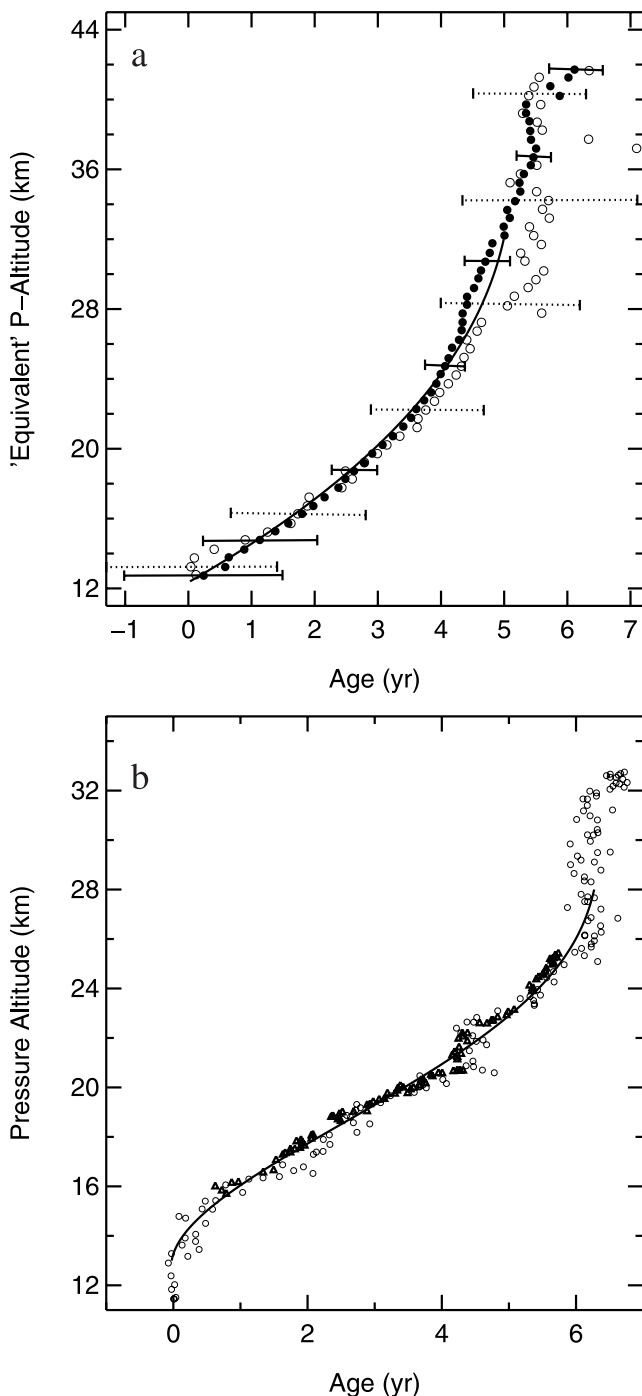 a
44
36
28
20
12
'Equivalent' P–Altitude (km)
−1 0 1 2 3 4 5 6 7
Age (yr)
b
32
28
24
20
16
12
Pressure Altitude (km)
0 2 4 6
Age (yr)